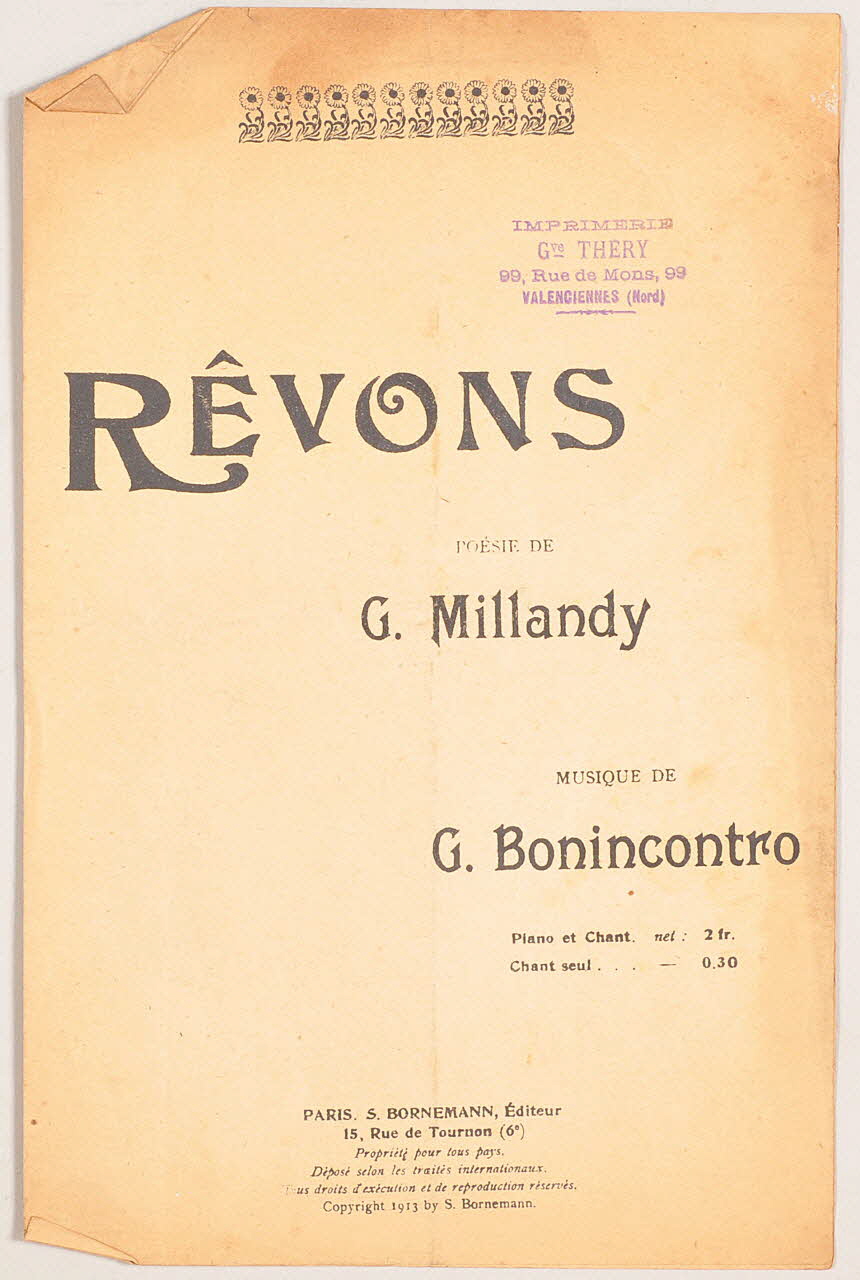 IMPRIMERIE
Gve THERY
99, Rue de Mons, 99
VALENCIENNES (Nord)
RÊVONS
POÉSIE DE
G. Millandy
MUSIQUE DE
G. Bonincontro
Piano et Chant. net : 2 fr.
Chant seul . . . — 0.30
PARIS. S. BORNEMANN, Éditeur
15, Rue de Tournon (6e)
Propriété pour tous pays.
Déposé selon les traités internationaux.
Tous droits d'exécution et de reproduction réservés.
Copyright 1913 by S. Bornemann.